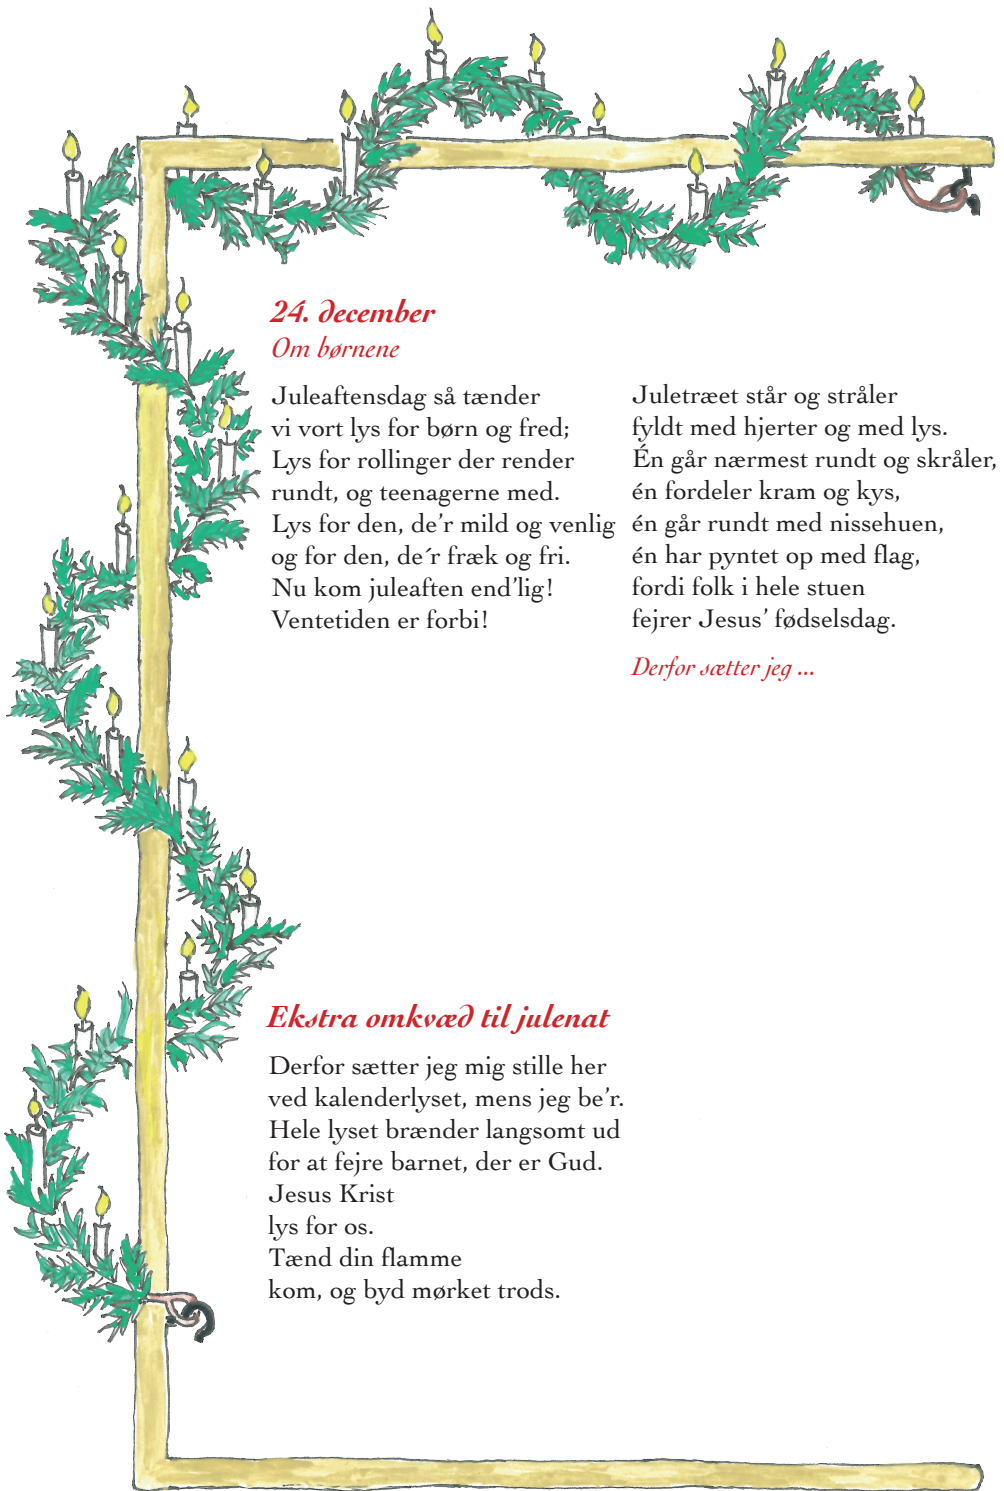 24. december
Om børnene
Juleaftensdag så tænder
vi vort lys for børn og fred;
Lys for rollinger der render
rundt, og teenagerne med.
Lys for den, de’r mild og venlig
og for den, de´r fræk og fri.
Nu kom juleaften end’lig!
Ventetiden er forbi!
Juletræet står og stråler
fyldt med hjerter og med lys.
Én går nærmest rundt og skråler,
én fordeler kram og kys,
én går rundt med nissehuen,
én har pyntet op med flag,
fordi folk i hele stuen
fejrer Jesus’ fødselsdag.
Derfor sætter jeg ...
Ekstra omkvæd til julenat
Derfor sætter jeg mig stille her
ved kalenderlyset, mens jeg be’r.
Hele lyset brænder langsomt ud
for at fejre barnet, der er Gud.
Jesus Krist
lys for os.
Tænd din flamme
kom, og byd mørket trods.